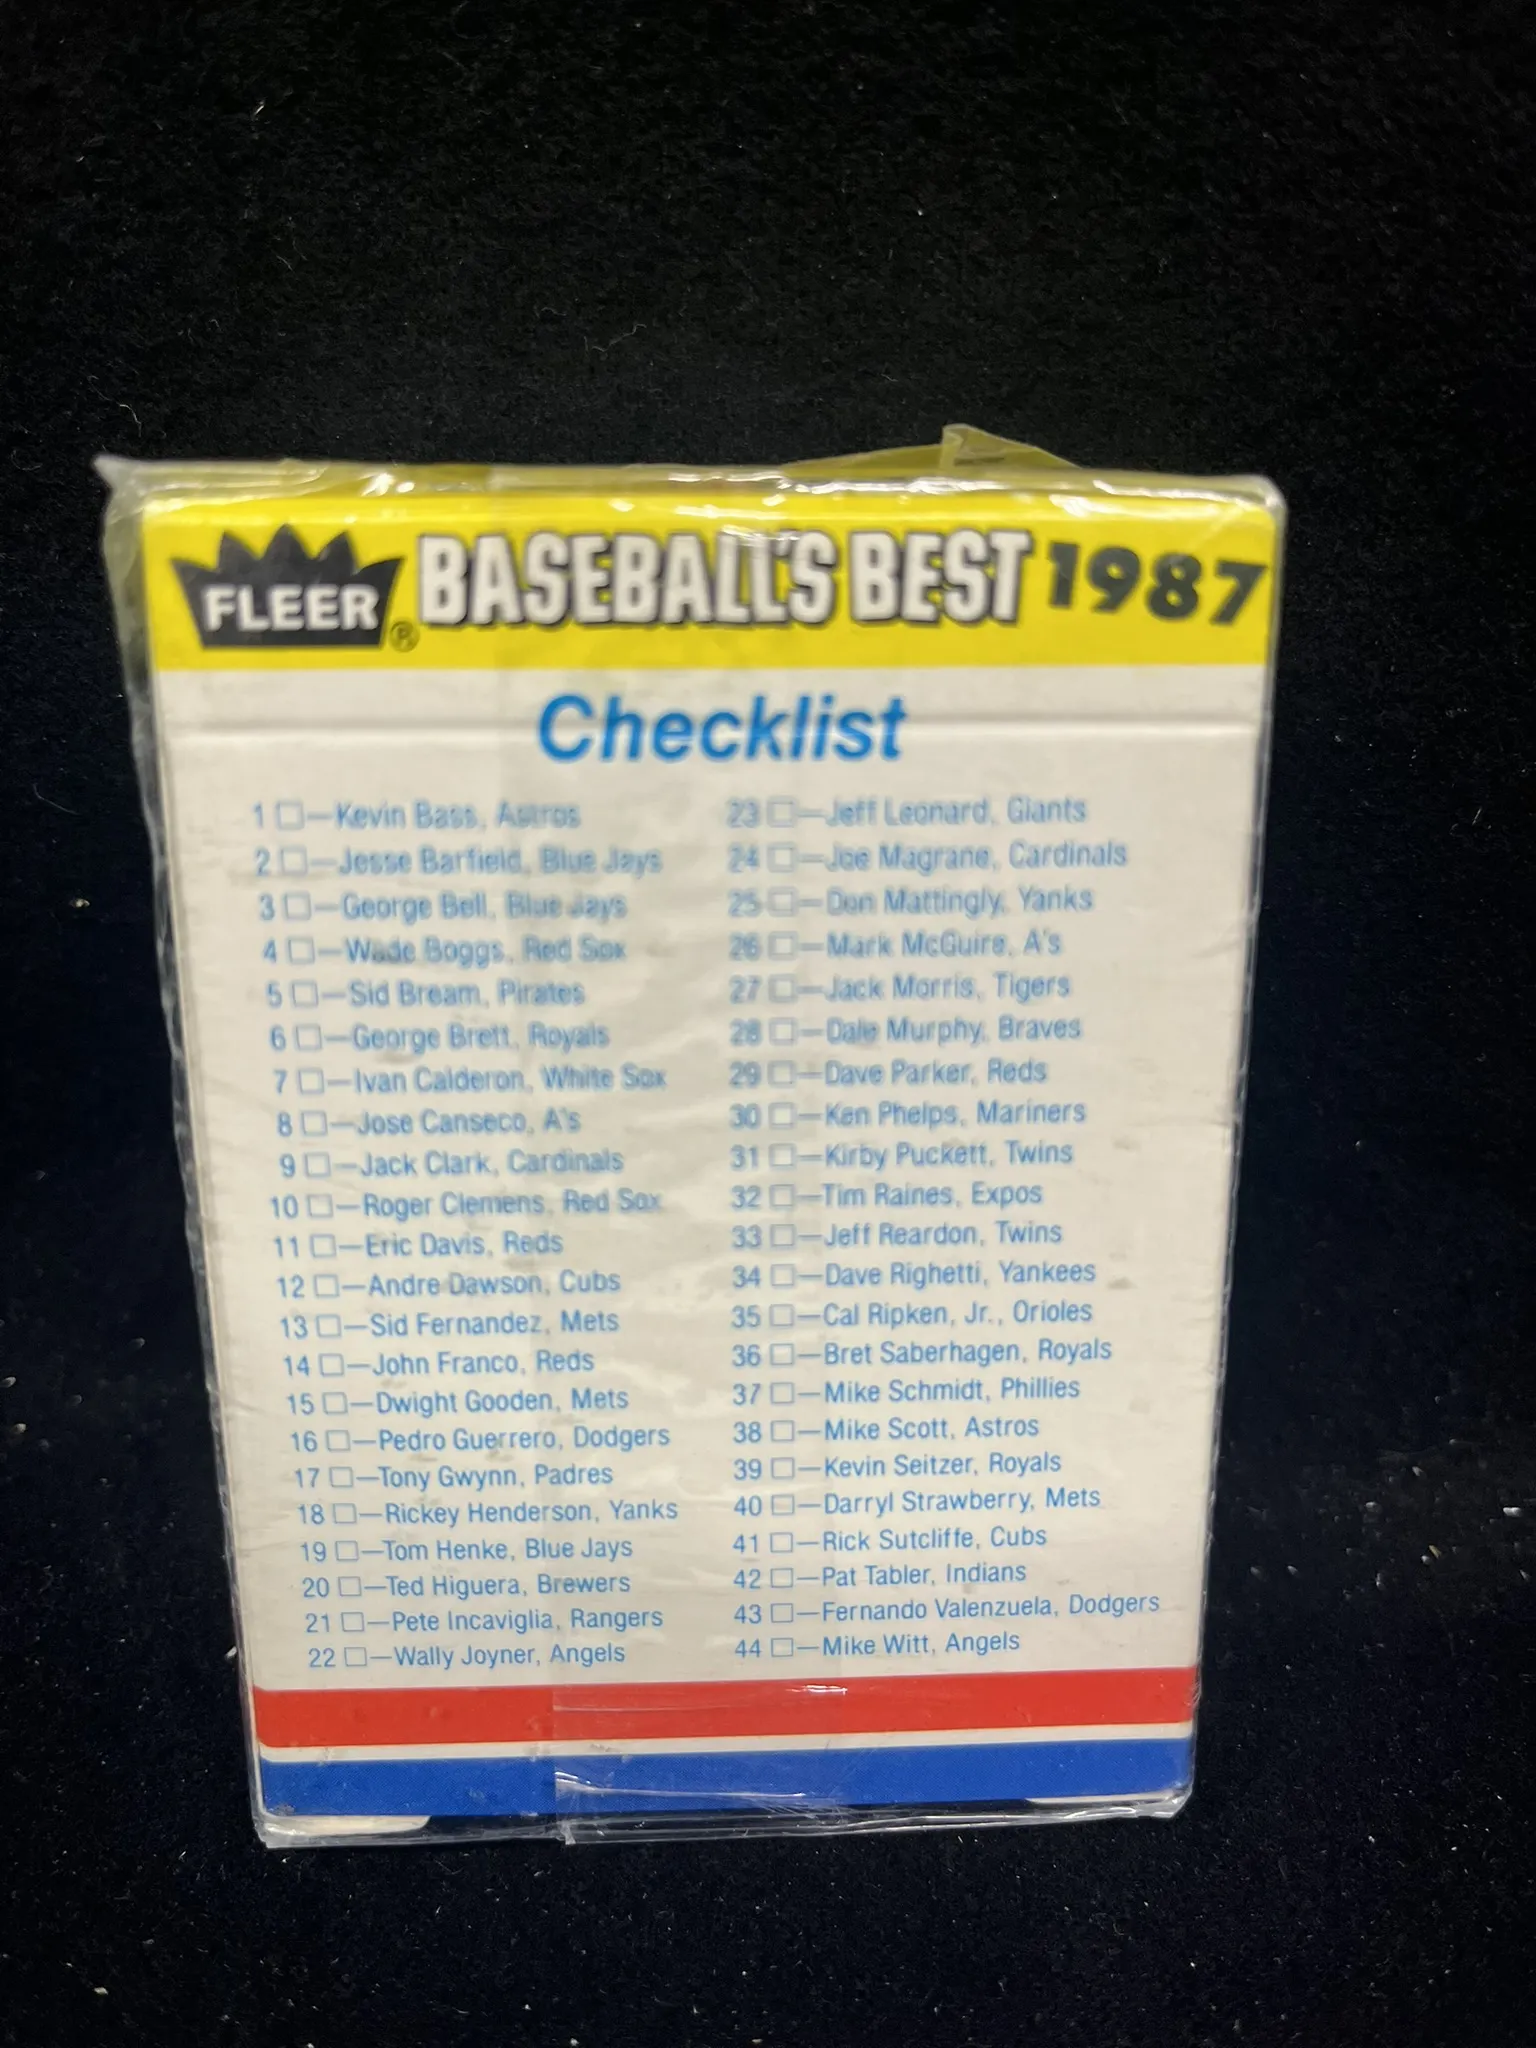 FLEER ® BASEBALL'S BEST 1987
Checklist
1 □—Kevin Bass, Astros
2 □—Jesse Barfield, Blue Jays
3 □—George Bell, Blue Jays
4 □—Wade Boggs, Red Sox
5 □—Sid Bream, Pirates
6 □—George Brett, Royals
7 □—Ivan Calderon, White Sox
8 □—Jose Canseco, A's
9 □—Jack Clark, Cardinals
10 □—Roger Clemens, Red Sox
11 □—Eric Davis, Reds
12 □—Andre Dawson, Cubs
13 □—Sid Fernandez, Mets
14 □—John Franco, Reds
15 □—Dwight Gooden, Mets
16 □—Pedro Guerrero, Dodgers
17 □—Tony Gwynn, Padres
18 □—Rickey Henderson, Yanks
19 □—Tom Henke, Blue Jays
20 □—Ted Higuera, Brewers
21 □—Pete Incaviglia, Rangers
22 □—Wally Joyner, Angels
23 □—Jeff Leonard, Giants
24 □—Joe Magrane, Cardinals
25 □—Don Mattingly, Yanks
26 □—Mark McGuire, A's
27 □—Jack Morris, Tigers
28 □—Dale Murphy, Braves
29 □—Dave Parker, Reds
30 □—Ken Phelps, Mariners
31 □—Kirby Puckett, Twins
32 □—Tim Raines, Expos
33 □—Jeff Reardon, Twins
34 □—Dave Righetti, Yankees
35 □—Cal Ripken, Jr., Orioles
36 □—Bret Saberhagen, Royals
37 □—Mike Schmidt, Phillies
38 □—Mike Scott, Astros
39 □—Kevin Seitzer, Royals
40 □—Darryl Strawberry, Mets
41 □—Rick Sutcliffe, Cubs
42 □—Pat Tabler, Indians
43 □—Fernando Valenzuela, Dodgers
44 □—Mike Witt, Angels